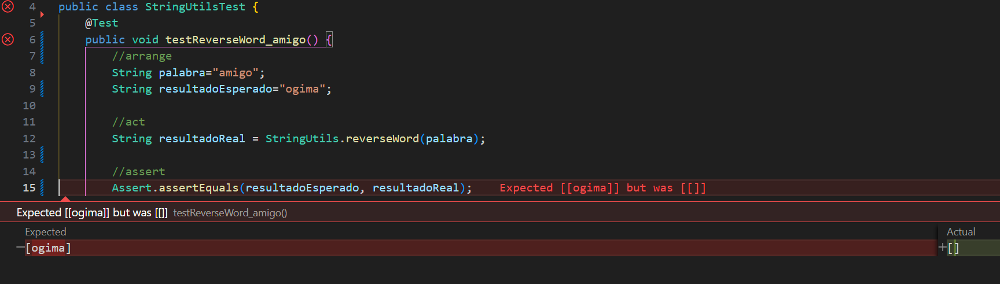 4 public class StringUtilsTest {
5 @Test
6 public void testReverseWord_amigo() {
7 //arrange
8 String palabra="amigo";
9 String resultadoEsperado="ogima";
10
11 //act
12 String resultadoReal = StringUtils.reverseWord(palabra);
13
14 //assert
15 Assert.assertEquals(resultadoEsperado, resultadoReal); Expected [[ogima]] but was [[]]
Expected [[ogima]] but was [[]] testReverseWord_amigo()
Expected Actual
−[ogima] +[]